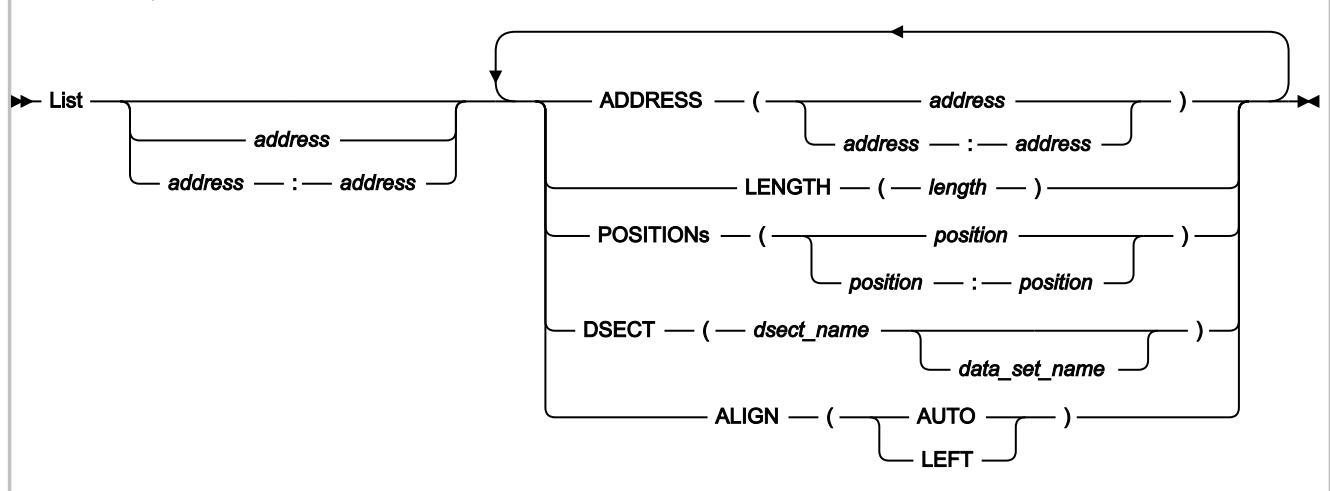 List ADDRESS ( address )
address address : address
address : address
LENGTH ( length )
POSITIONs ( position )
position : position
DSECT ( dsect_name )
data_set_name
ALIGN ( AUTO )
LEFT